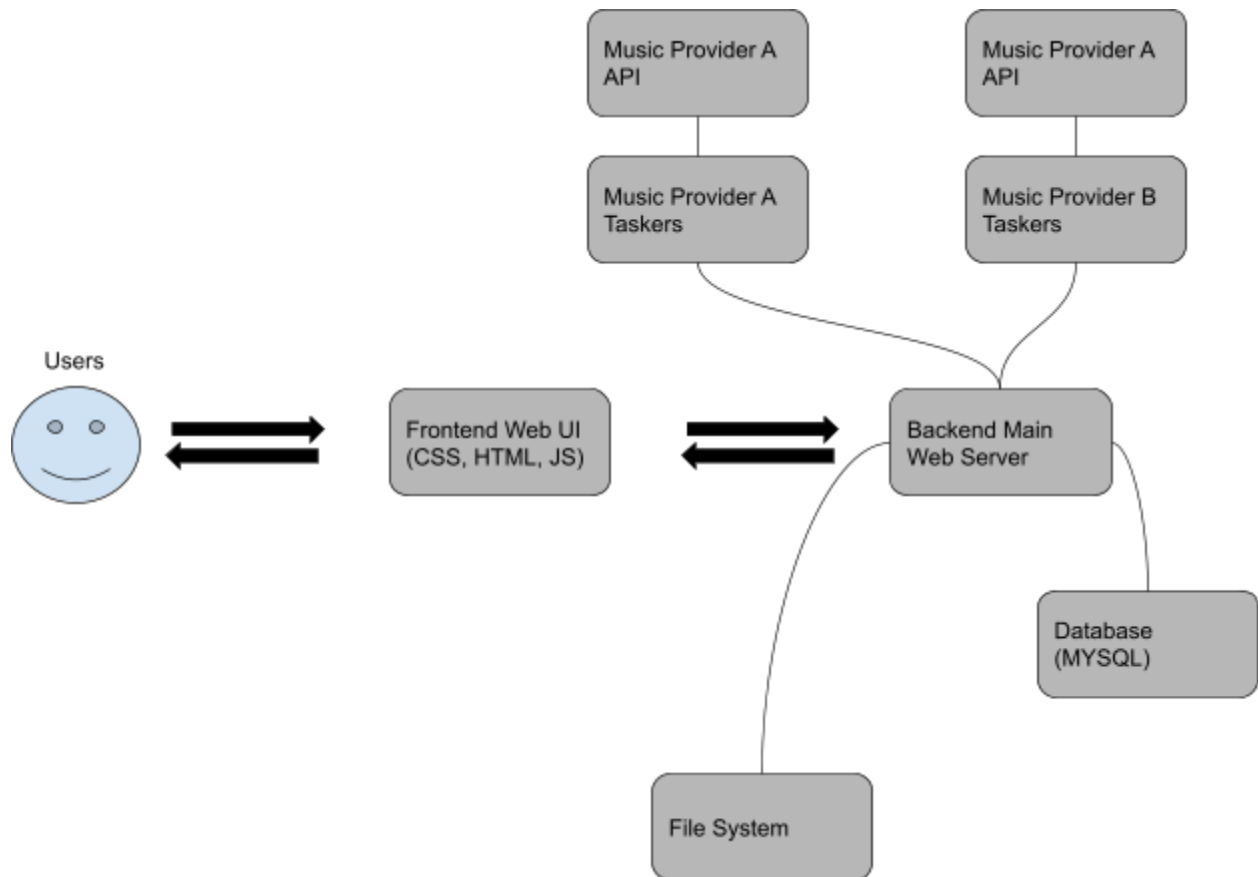 Music Provider A
API
Music Provider A
API
Music Provider A
Taskers
Music Provider B
Taskers
Users
Frontend Web UI
(CSS, HTML, JS)
Backend Main
Web Server
Database
(MYSQL)
File System